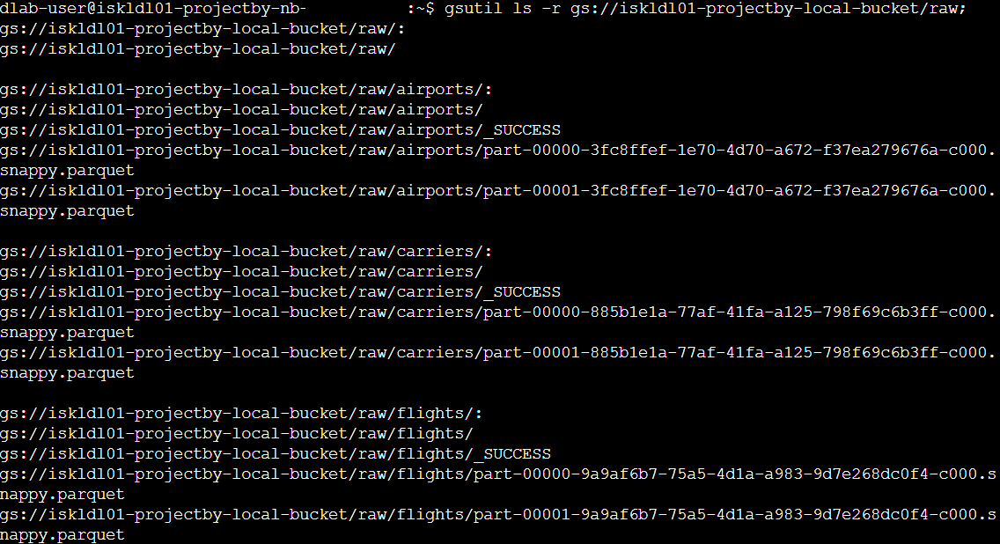 dlab-user@iskldl01-projectby-nb- :~$ gsutil ls -r gs://iskldl01-projectby-local-bucket/raw;
gs://iskldl01-projectby-local-bucket/raw/:
gs://iskldl01-projectby-local-bucket/raw/

gs://iskldl01-projectby-local-bucket/raw/airports/:
gs://iskldl01-projectby-local-bucket/raw/airports/
gs://iskldl01-projectby-local-bucket/raw/airports/_SUCCESS
gs://iskldl01-projectby-local-bucket/raw/airports/part-00000-3fc8ffef-1e70-4d70-a672-f37ea279676a-c000.
snappy.parquet
gs://iskldl01-projectby-local-bucket/raw/airports/part-00001-3fc8ffef-1e70-4d70-a672-f37ea279676a-c000.
snappy.parquet

gs://iskldl01-projectby-local-bucket/raw/carriers/:
gs://iskldl01-projectby-local-bucket/raw/carriers/
gs://iskldl01-projectby-local-bucket/raw/carriers/_SUCCESS
gs://iskldl01-projectby-local-bucket/raw/carriers/part-00000-885b1e1a-77af-41fa-a125-798f69c6b3ff-c000.
snappy.parquet
gs://iskldl01-projectby-local-bucket/raw/carriers/part-00001-885b1e1a-77af-41fa-a125-798f69c6b3ff-c000.
snappy.parquet

gs://iskldl01-projectby-local-bucket/raw/flights/:
gs://iskldl01-projectby-local-bucket/raw/flights/
gs://iskldl01-projectby-local-bucket/raw/flights/_SUCCESS
gs://iskldl01-projectby-local-bucket/raw/flights/part-00000-9a9af6b7-75a5-4d1a-a983-9d7e268dc0f4-c000.s
nappy.parquet
gs://iskldl01-projectby-local-bucket/raw/flights/part-00001-9a9af6b7-75a5-4d1a-a983-9d7e268dc0f4-c000.s
nappy.parquet